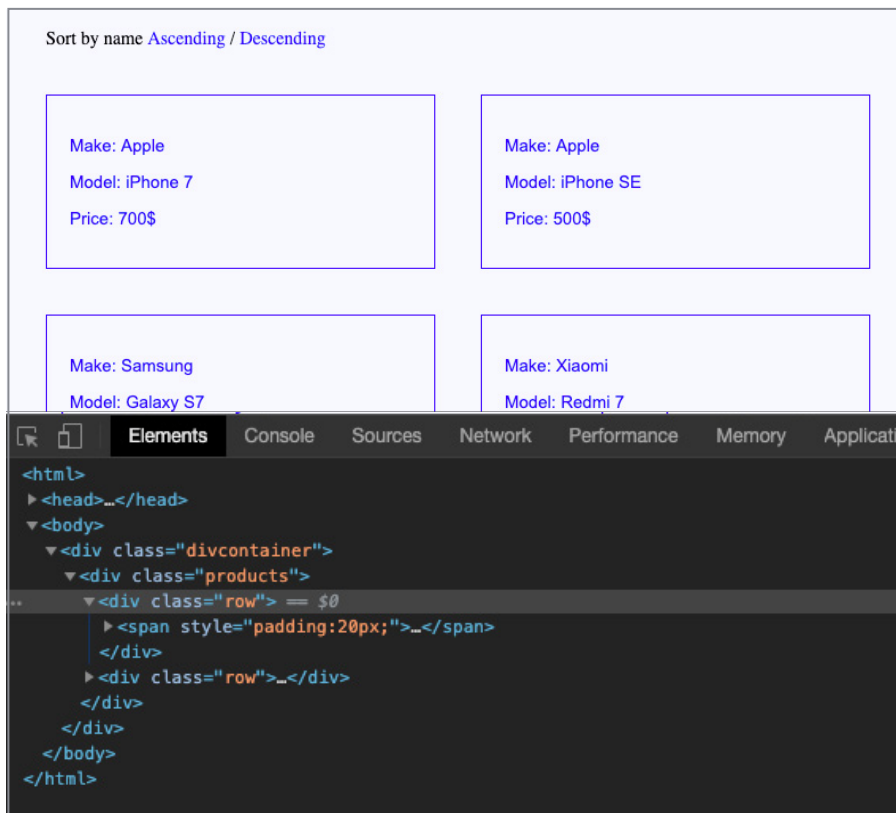 Sort by name Ascending / Descending
Make: Apple
Model: iPhone 7
Price: 700$
Make: Apple
Model: iPhone SE
Price: 500$
Make: Samsung
Model: Galaxy S7
Make: Xiaomi
Model: Redmi 7
Elements Console Sources Network Performance Memory Applicati
<html>
<head>…</head>
<body>
<div class="divcontainer">
<div class="products">
<div class="row"> == $0
<span style="padding:20px;">…</span>
</div>
<div class="row">…</div>
</div>
</div>
</body>
</html>